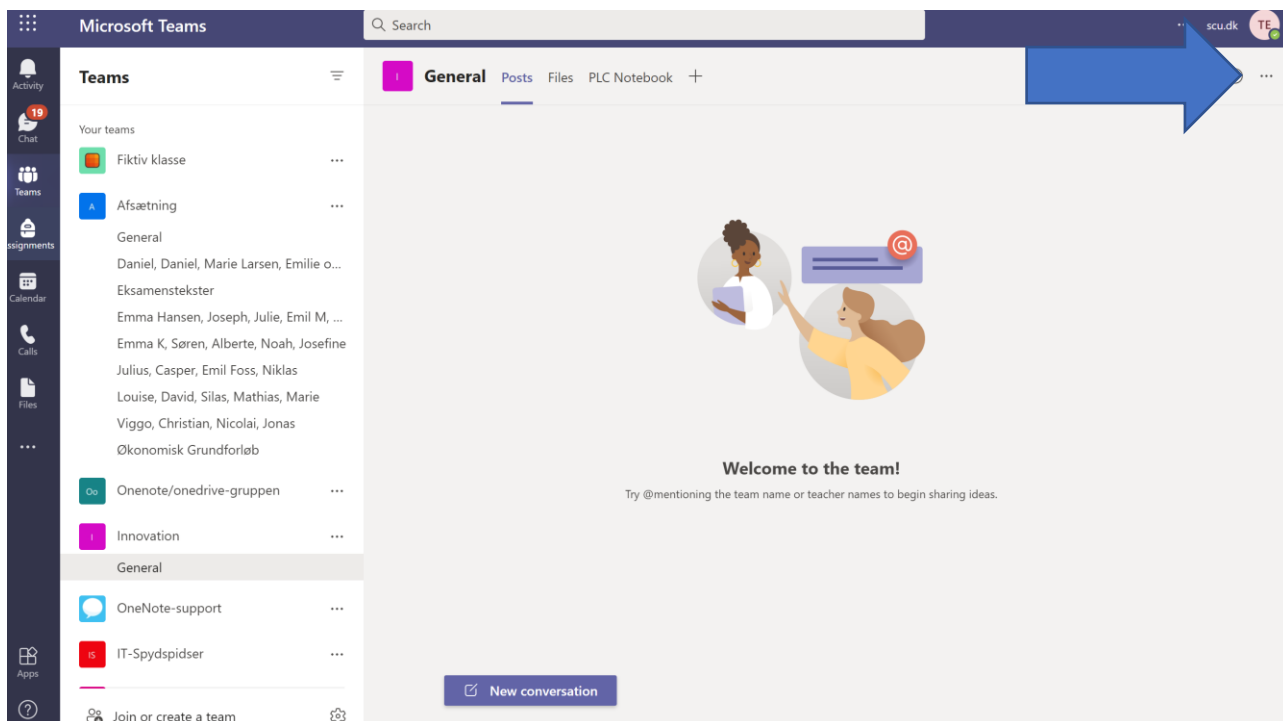 Microsoft Teams
Search
... scu.dk TE
Activity
19
Chat
Teams
ssignments
Calendar
Calls
Files
...
Apps
?
Teams
Your teams
Fiktiv klasse ...
A Afsætning ...
General
Daniel, Daniel, Marie Larsen, Emilie o...
Eksamenstekster
Emma Hansen, Joseph, Julie, Emil M, ...
Emma K, Søren, Alberte, Noah, Josefine
Julius, Casper, Emil Foss, Niklas
Louise, David, Silas, Mathias, Marie
Viggo, Christian, Nicolai, Jonas
Økonomisk Grundforløb
Oo Onenote/onedrive-gruppen ...
I Innovation ...
General
OneNote-support ...
IS IT-Spydspidser ...
Join or create a team
I General Posts Files PLC Notebook + ...
@
Welcome to the team!
Try @mentioning the team name or teacher names to begin sharing ideas.
New conversation